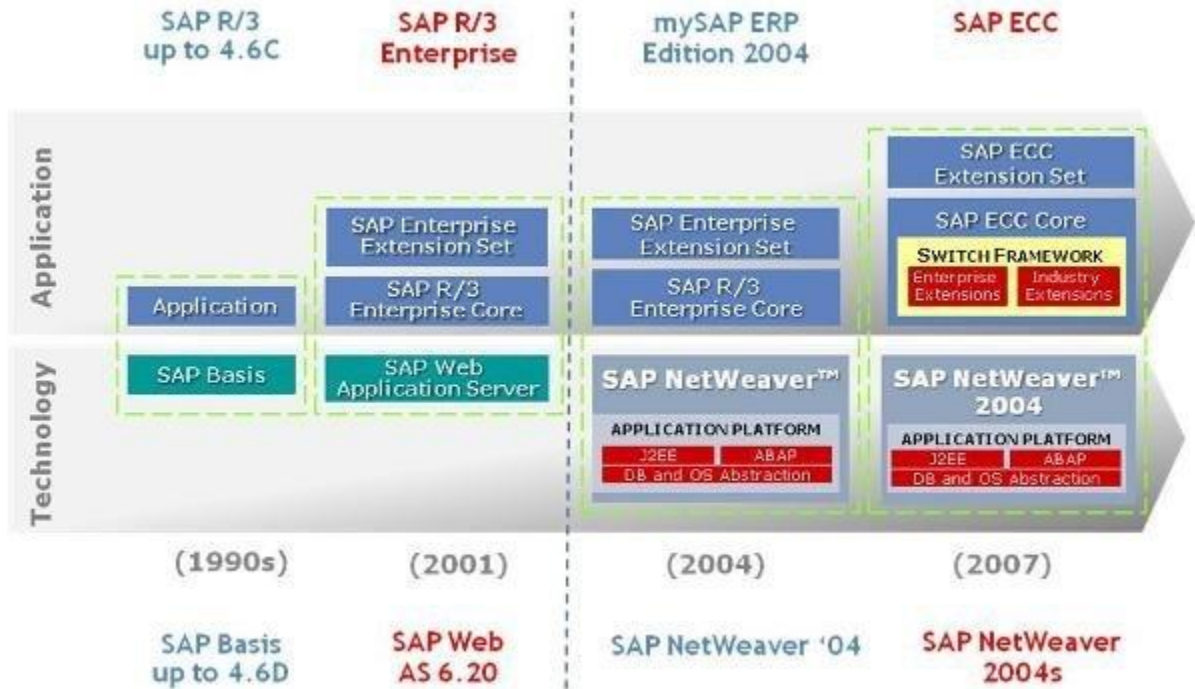 SAP R/3
up to 4.6C
SAP R/3
Enterprise
mySAP ERP
Edition 2004
SAP ECC
Application
Application
SAP Enterprise
Extension Set
SAP R/3
Enterprise Core
SAP Enterprise
Extension Set
SAP R/3
Enterprise Core
SAP ECC
Extension Set
SAP ECC Core
SWITCH FRAMEWORK
Enterprise
Extensions
Industry
Extensions
Technology
SAP Basis
SAP Web
Application Server
SAP NetWeaver™
APPLICATION PLATFORM
J2EE
ABAP
DB and OS Abstraction
SAP NetWeaver™
2004
APPLICATION PLATFORM
J2EE
ABAP
DB and OS Abstraction
(1990s)
(2001)
(2004)
(2007)
SAP Basis
up to 4.6D
SAP Web
AS 6.20
SAP NetWeaver ‘04
SAP NetWeaver
2004s